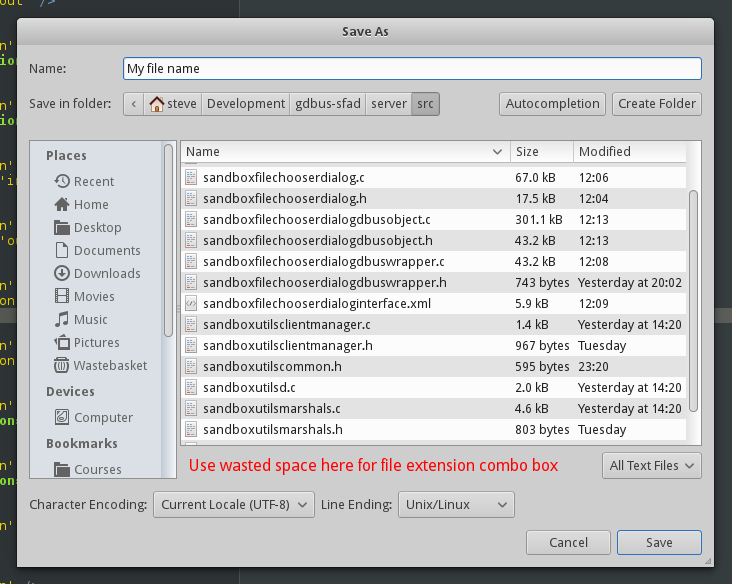 Save As
Name: My file name
Save in folder: ‹ steve Development gdbus-sfad server src Autocompletion Create Folder
Places
Recent
Home
Desktop
Documents
Downloads
Movies
Music
Pictures
Wastebasket
Devices
Computer
Bookmarks
Courses
Name Size Modified
sandboxfilechooserdialog.c 67.0 kB 12:06
sandboxfilechooserdialog.h 17.5 kB 12:04
sandboxfilechooserdialogdbusobject.c 301.1 kB 12:13
sandboxfilechooserdialogdbusobject.h 43.2 kB 12:13
sandboxfilechooserdialogdbuswrapper.c 43.2 kB 12:08
sandboxfilechooserdialogdbuswrapper.h 743 bytes Yesterday at 20:02
sandboxfilechooserdialoginterface.xml 5.9 kB 12:09
sandboxutilsclientmanager.c 1.4 kB Yesterday at 14:20
sandboxutilsclientmanager.h 967 bytes Tuesday
sandboxutilscommon.h 595 bytes 23:20
sandboxutilsd.c 2.0 kB Yesterday at 14:20
sandboxutilsmarshals.c 4.6 kB Yesterday at 14:20
sandboxutilsmarshals.h 803 bytes Tuesday
Use wasted space here for file extension combo box
All Text Files
Character Encoding: Current Locale (UTF-8) Line Ending: Unix/Linux
Cancel Save